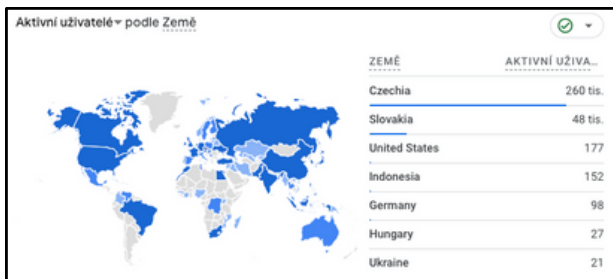 Aktivní uživatelé podle Země
ZEMĚ AKTIVNÍ UŽIVA...
Czechia 260 tis.
Slovakia 48 tis.
United States 177
Indonesia 152
Germany 98
Hungary 27
Ukraine 21